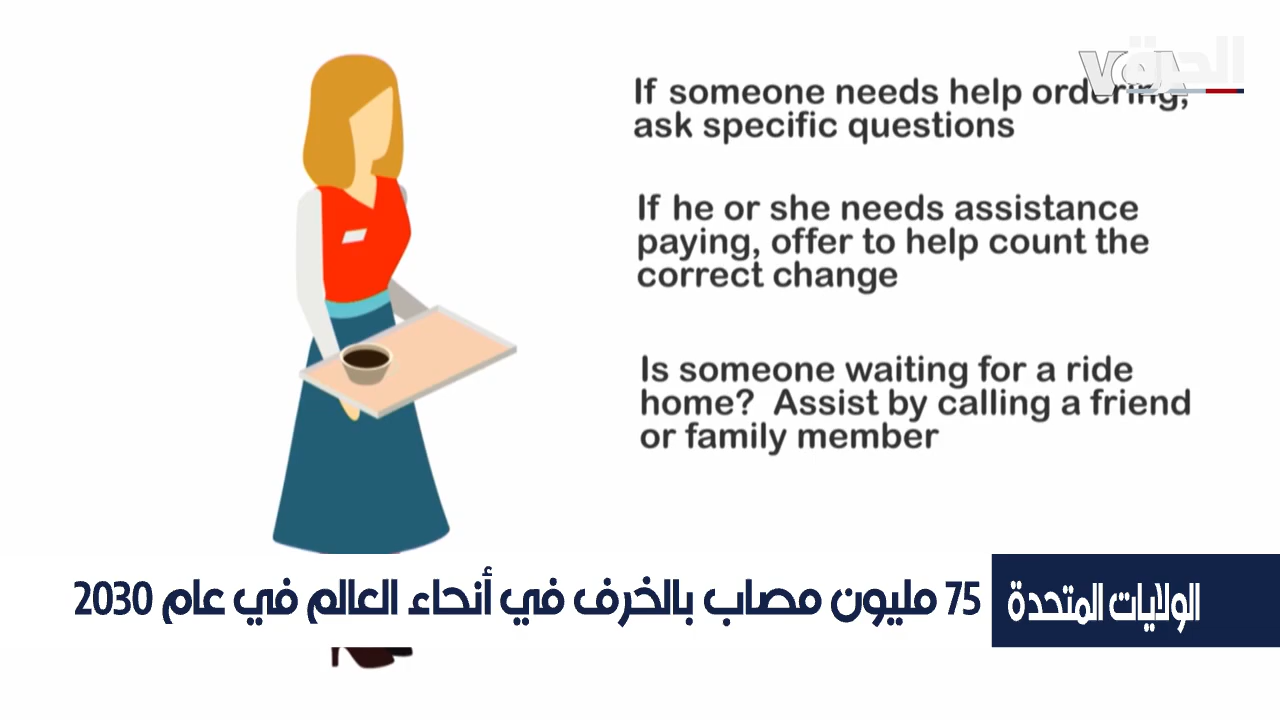 VOA
الحرة
If someone needs help ordering,
ask specific questions
If he or she needs assistance
paying, offer to help count the
correct change
Is someone waiting for a ride
home? Assist by calling a friend
or family member
الولايات المتحدة
75 مليون مصاب بالخرف في أنحاء العالم في عام 2030